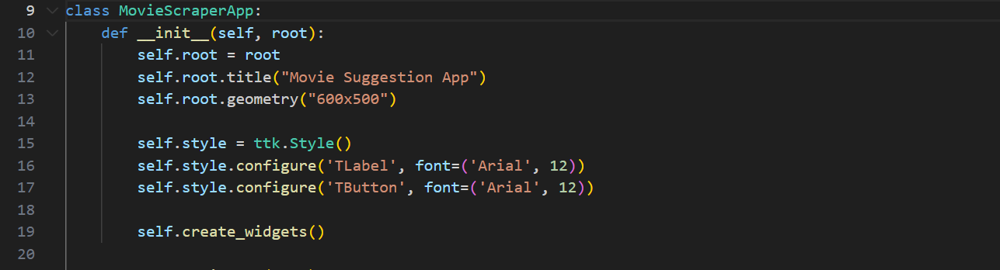 9 class MovieScraperApp:
10     def __init__(self, root):
11         self.root = root
12         self.root.title("Movie Suggestion App")
13         self.root.geometry("600x500")
14
15         self.style = ttk.Style()
16         self.style.configure('TLabel', font=('Arial', 12))
17         self.style.configure('TButton', font=('Arial', 12))
18
19         self.create_widgets()
20